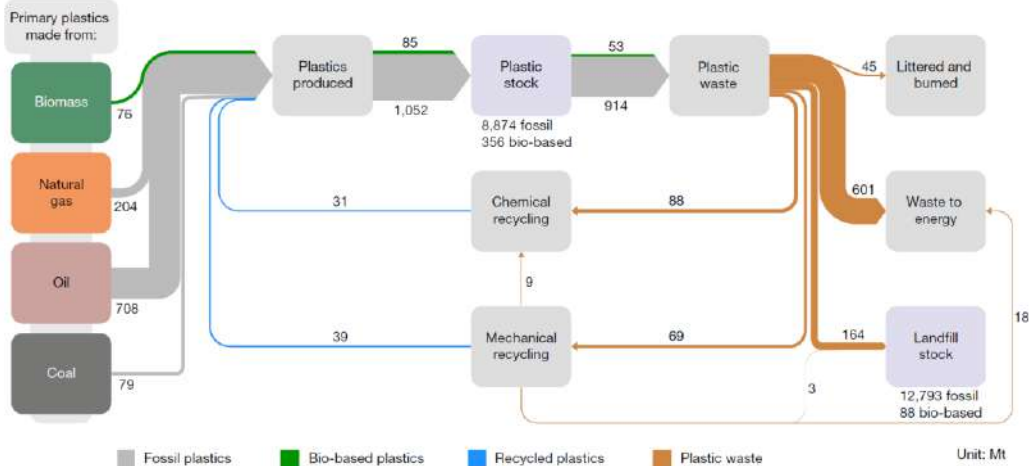 Primary plastics
made from:
Biomass
76
Natural
gas
204
Oil
708
Coal
79
Plastics
produced
85
1,052
Plastic
stock
8,874 fossil
356 bio-based
53
914
Plastic
waste
45
Littered and
burned
31
Chemical
recycling
88
601
Waste to
energy
9
39
Mechanical
recycling
69
164
Landfill
stock
3
18
12,793 fossil
88 bio-based
Fossil plastics
Bio-based plastics
Recycled plastics
Plastic waste
Unit: Mt